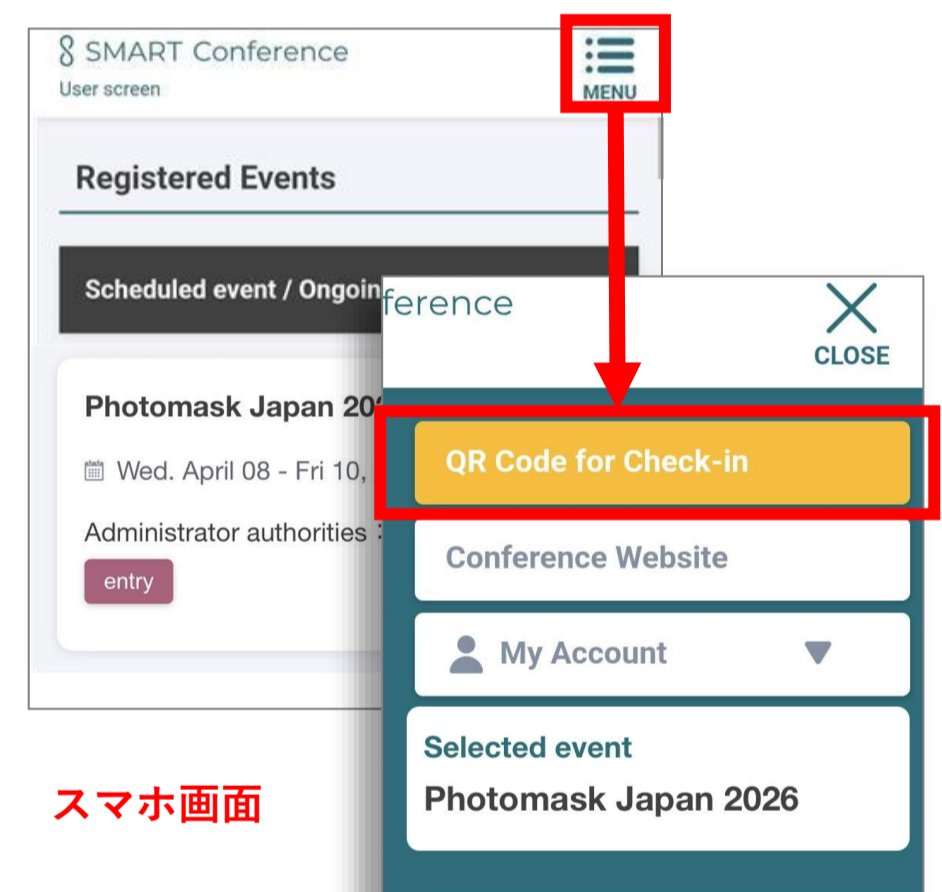 SMART Conference
User screen
MENU
Registered Events
Scheduled event / Ongoin
Photomask Japan 20
Wed. April 08 - Fri 10,
Administrator authorities :
entry
ference
CLOSE
QR Code for Check-in
Conference Website
My Account
Selected event
Photomask Japan 2026
スマホ画面